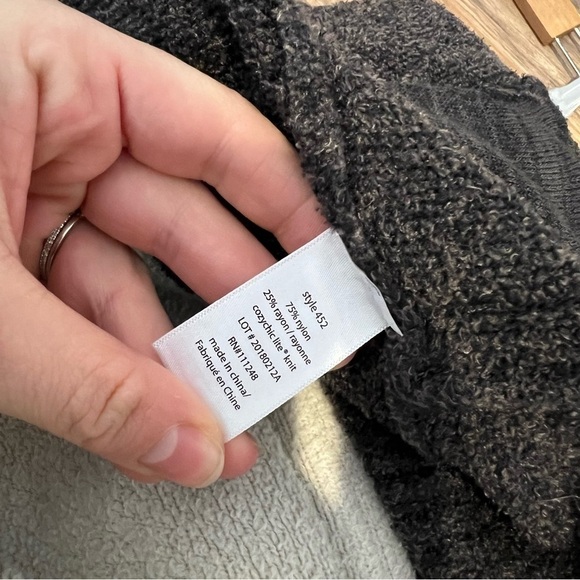 style 452
75% nylon
25% rayon / rayonne
cozychic lite® knit
LOT # 20180212A
RN#111248
made in china/
Fabriqué en Chine